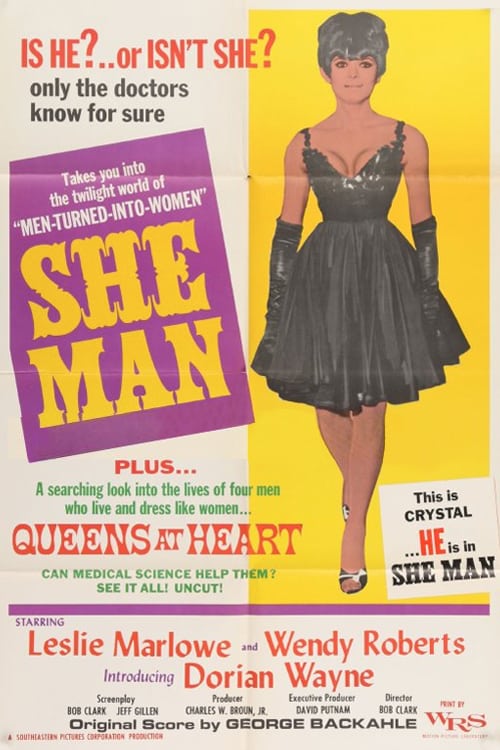 IS HE?..or ISN'T SHE?
only the doctors
know for sure
Takes you into
the twilight world of
"MEN-TURNED-INTO-WOMEN"
SHE
MAN
PLUS...
A searching look into the lives of four men
who live and dress like women...
QUEENS AT HEART
CAN MEDICAL SCIENCE HELP THEM?
SEE IT ALL! UNCUT!
This is
CRYSTAL
...HE is in
SHE MAN
STARRING
Leslie Marlowe and Wendy Roberts
Introducing Dorian Wayne
Screenplay
BOB CLARK JEFF GILLEN
Producer
CHARLES W. BROUN, JR.
Executive Producer
DAVID PUTNAM
Director
BOB CLARK
Original Score by GEORGE BACKAHLE
A SOUTHEASTERN PICTURES CORPORATION PRODUCTION
PRINT BY
WRS
MOTION PICTURE LABORATORY